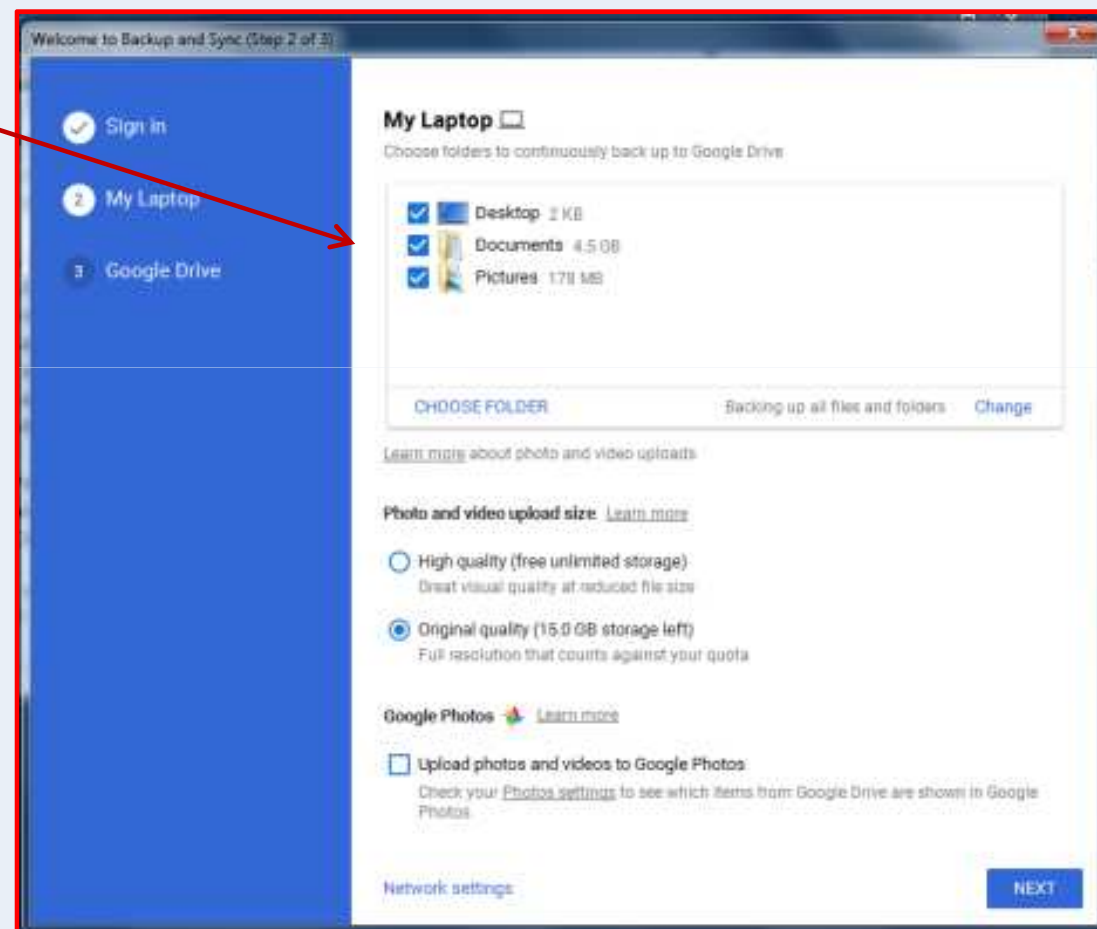 Welcome to Backup and Sync (Step 2 of 3)
Sign in
2 My Laptop
3 Google Drive
My Laptop
Choose folders to continuously back up to Google Drive
Desktop 2 KB
Documents 4.5 GB
Pictures 178 MB
CHOOSE FOLDER Backing up all files and folders Change
Learn more about photo and video uploads
Photo and video upload size Learn more
High quality (free unlimited storage)
Great visual quality at reduced file size
Original quality (15.0 GB storage left)
Full resolution that counts against your quota
Google Photos Learn more
Upload photos and videos to Google Photos
Check your Photos settings to see which items from Google Drive are shown in Google
Photos.
Network settings NEXT